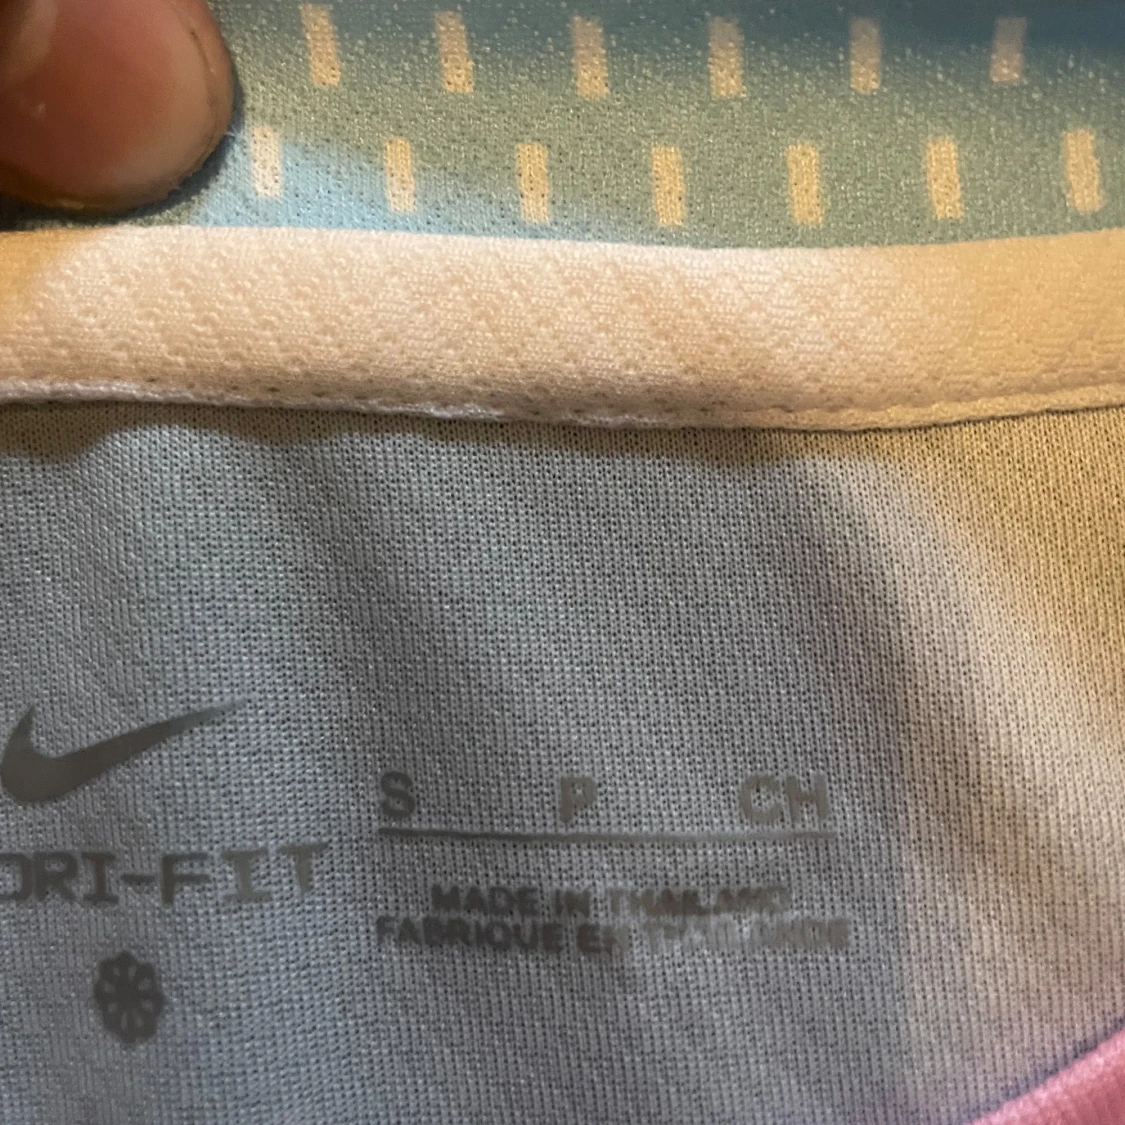 DRI-FIT
S P CH
MADE IN THAILAND
FABRIQUE EN THAILANDE